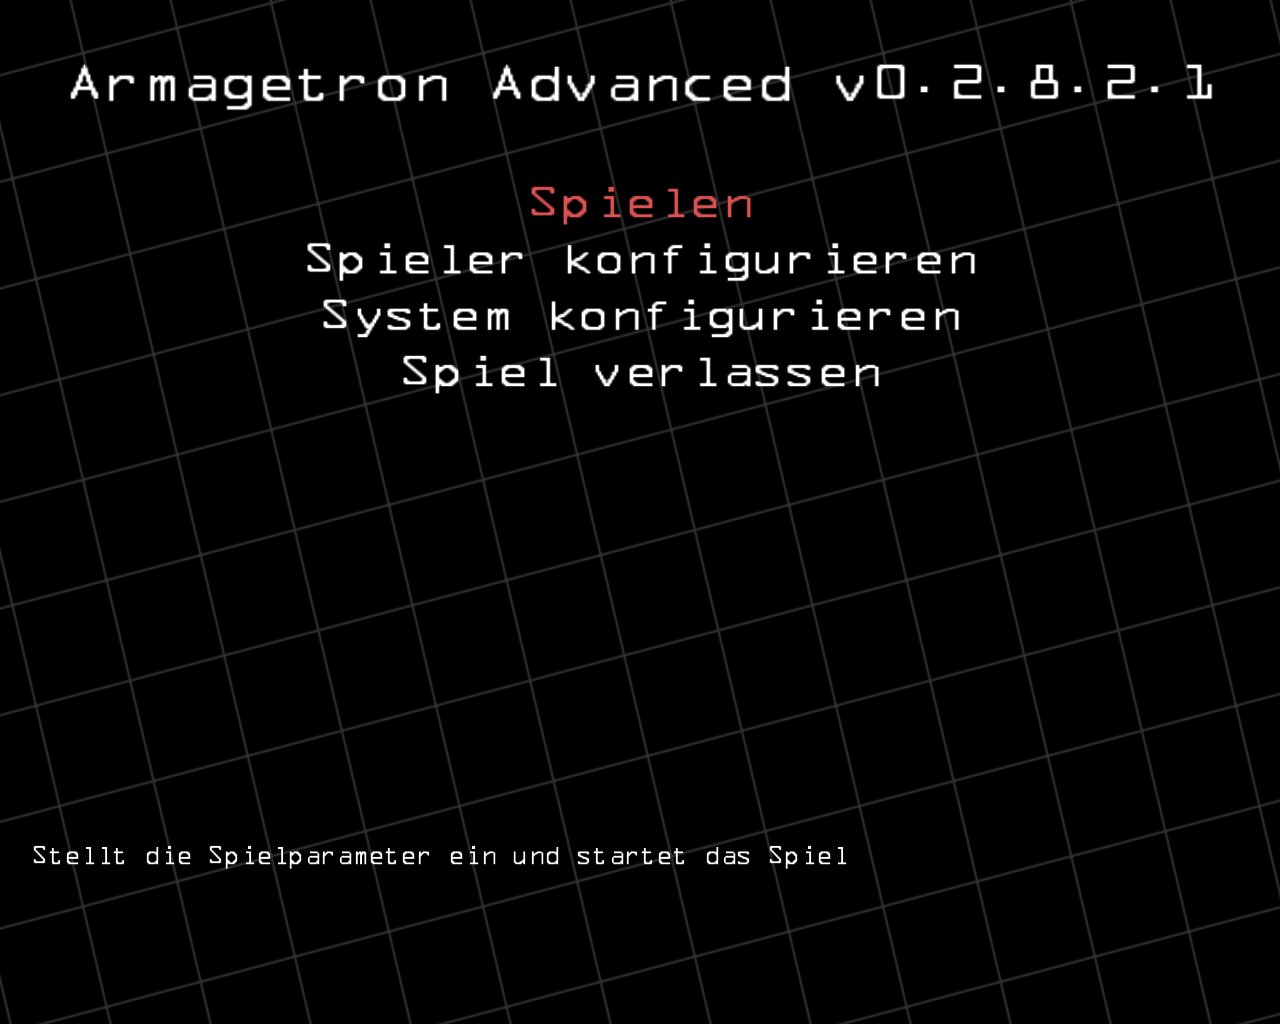 Armagetron Advanced v0.2.8.2.1
Spielen
Spieler konfigurieren
System konfigurieren
Spiel verlassen
Stellt die Spielparameter ein und startet das Spiel